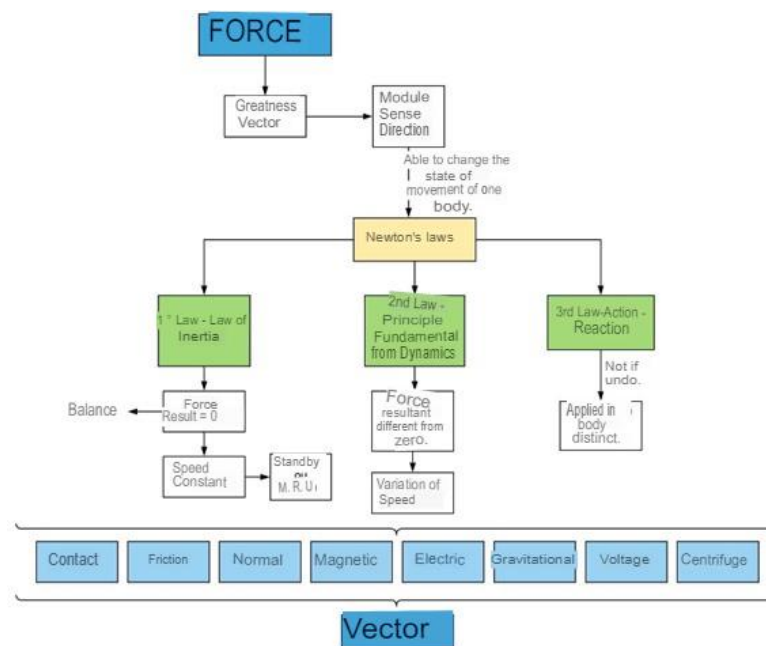 FORCE
Greatness
Vector
Module
Sense
Direction
Able to change the
state of
movement of one
body.
Newton's laws
1 ° Law - Law of
Inertia
2nd Law -
Principle
Fundamental
from Dynamics
3rd Law-Action -
Reaction
Not if
undo.
Balance
Force
Result = 0
Force
resultant
different from
zero.
Applied in
body
distinct.
Speed
Constant
Standby
M. R. U
Variation of
Speed
Contact
Friction
Normal
Magnetic
Electric
Gravitational
Voltage
Centrifuge
Vector